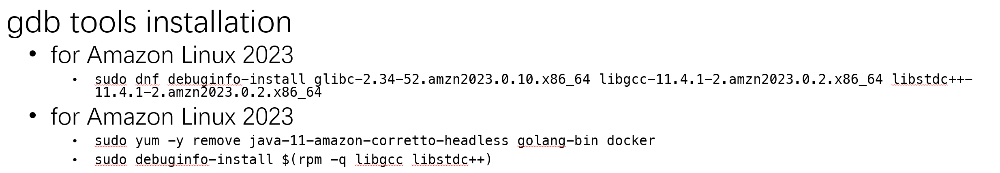 gdb tools installation
• for Amazon Linux 2023
• sudo dnf debuginfo-install glibc-2.34-52.amzn2023.0.10.x86_64 libgcc-11.4.1-2.amzn2023.0.2.x86_64 libstdc++-
11.4.1-2.amzn2023.0.2.x86_64
• for Amazon Linux 2023
• sudo yum -y remove java-11-amazon-corretto-headless golang-bin docker
• sudo debuginfo-install $(rpm -q libgcc libstdc++)